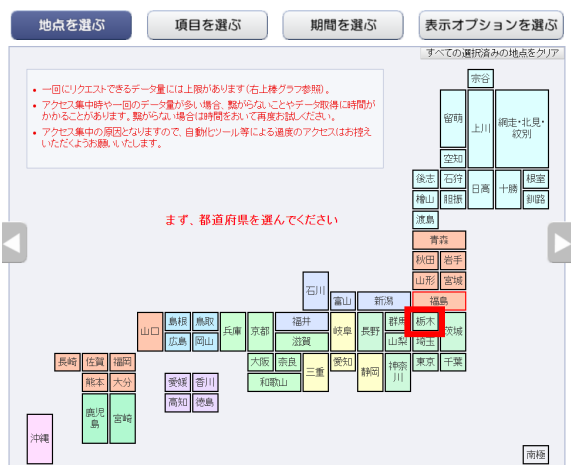 地点を選ぶ 項目を選ぶ 期間を選ぶ 表示オプションを選ぶ
すべての選択済みの地点をクリア
一回にリクエストできるデータ量には上限があります(右上棒グラフ参照)。
アクセス集中時や一回のデータ量が多い場合、繋がらないことやデータ取得に時間が
かかることがあります。繋がらない場合は時間をおいて再度お試しください。
アクセス集中の原因となりますので、自動化ツール等による過度のアクセスはお控え
いただくようお願いいたします。
まず、都道府県を選んでください
宗谷
留萌 上川 網走・北見・
紋別
空知
後志 石狩 日高 十勝 根室
檜山 胆振 釧路
渡島
青森
秋田 岩手
山形 宮城
石川 富山 新潟 福島
山口 島根 鳥取 兵庫 京都 福井 岐阜 長野 群馬 栃木 茨城
広島 岡山 滋賀 山梨 埼玉
長崎 佐賀 福岡 大阪 奈良 三重 愛知 静岡 神奈
川 東京 千葉
熊本 大分 愛媛 香川 和歌山
高知 徳島
鹿児
島 宮崎
沖縄
南極